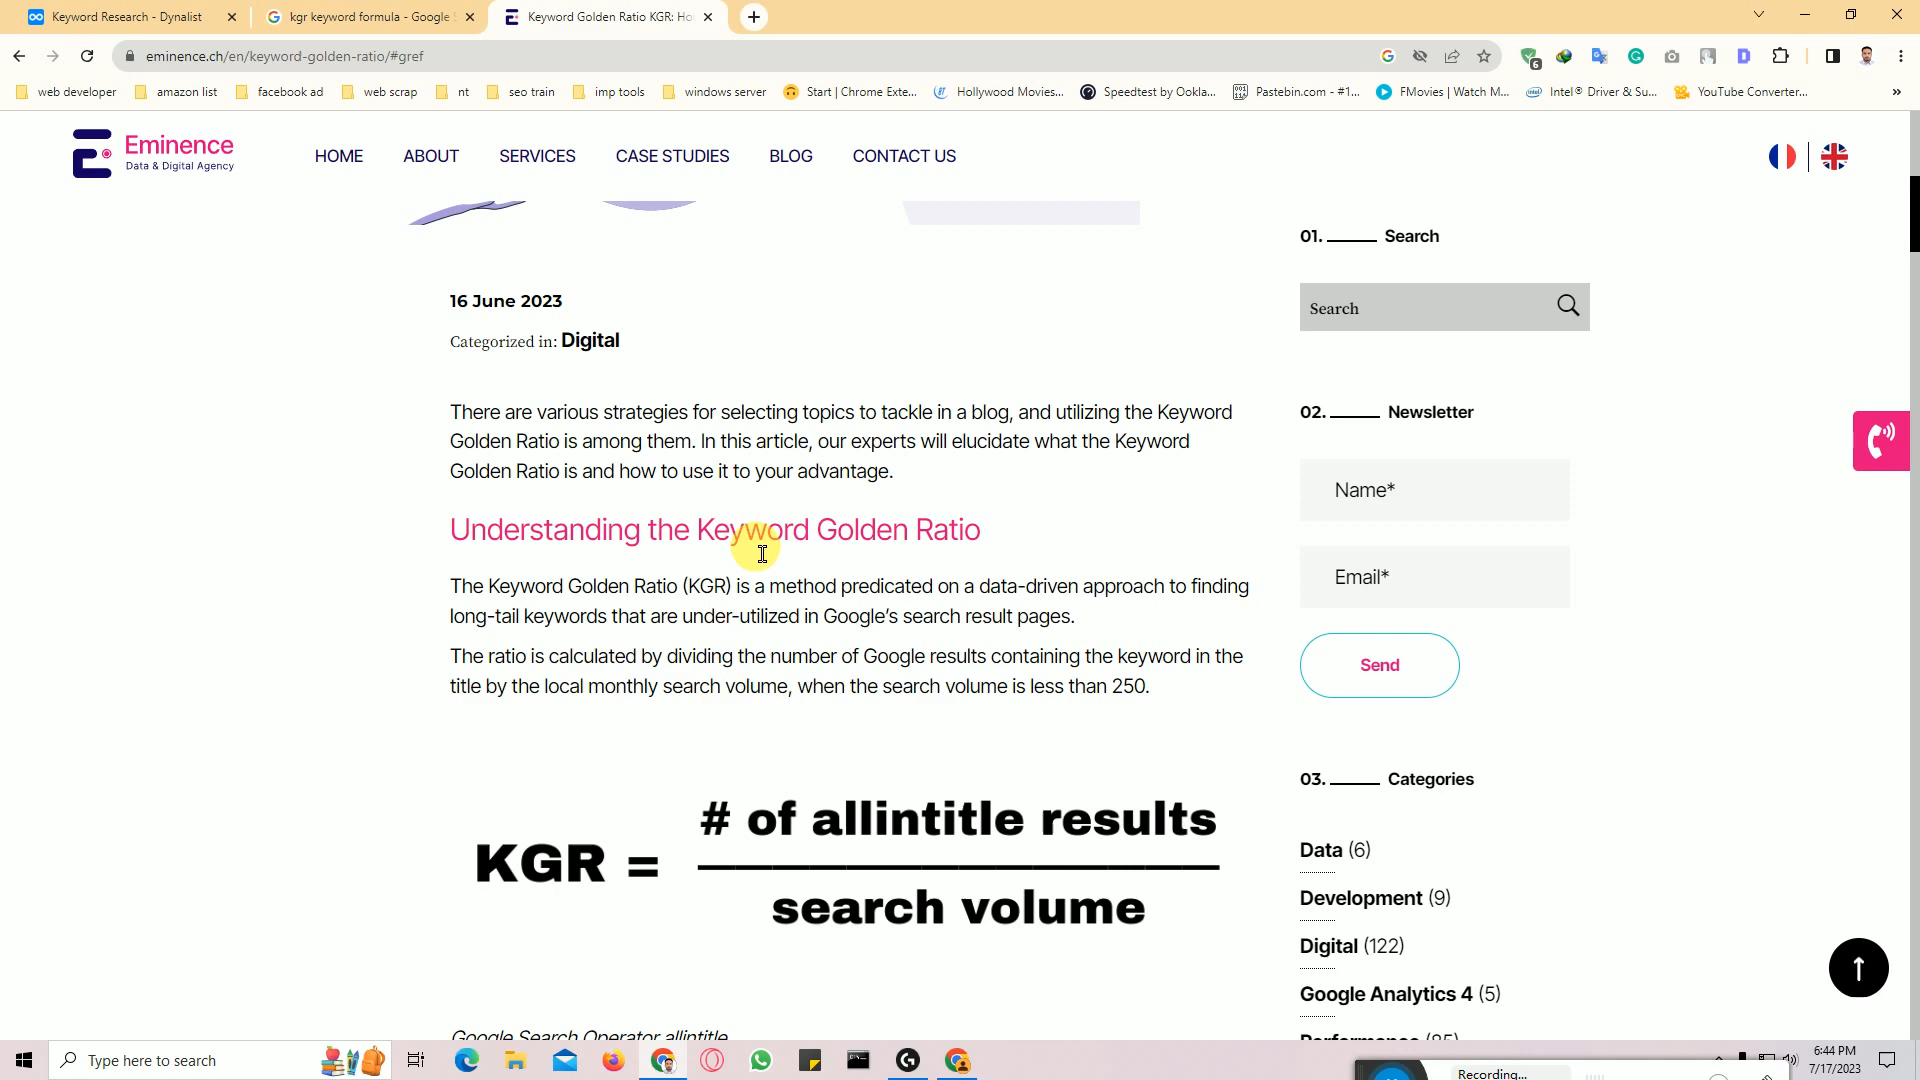 Keyword Research - Dynalist
kgr keyword formula - Google S
Keyword Golden Ratio KGR: Ho
eminence.ch/en/keyword-golden-ratio/#gref
6
web developer
amazon list
facebook ad
web scrap
nt
seo train
imp tools
windows server
Start | Chrome Exte...
Hollywood Movies...
Speedtest by Ookla...
Pastebin.com - #1...
FMovies | Watch M...
Intel® Driver & Su...
YouTube Converter...
»
Eminence
Data & Digital Agency
HOME
ABOUT
SERVICES
CASE STUDIES
BLOG
CONTACT US
16 June 2023
Categorized in: Digital
There are various strategies for selecting topics to tackle in a blog, and utilizing the Keyword
Golden Ratio is among them. In this article, our experts will elucidate what the Keyword
Golden Ratio is and how to use it to your advantage.
Understanding the Keyword Golden Ratio
The Keyword Golden Ratio (KGR) is a method predicated on a data-driven approach to finding
long-tail keywords that are under-utilized in Google's search result pages.
The ratio is calculated by dividing the number of Google results containing the keyword in the
title by the local monthly search volume, when the search volume is less than 250.
# of allintitle results
KGR =
search volume
Google Search Operator allintitle
01. Search
Search
02. Newsletter
Name*
Email*
Send
03. Categories
Data (6)
Development (9)
Digital (122)
Google Analytics 4 (5)
Type here to search
Recording...
6:44 PM
7/17/2023